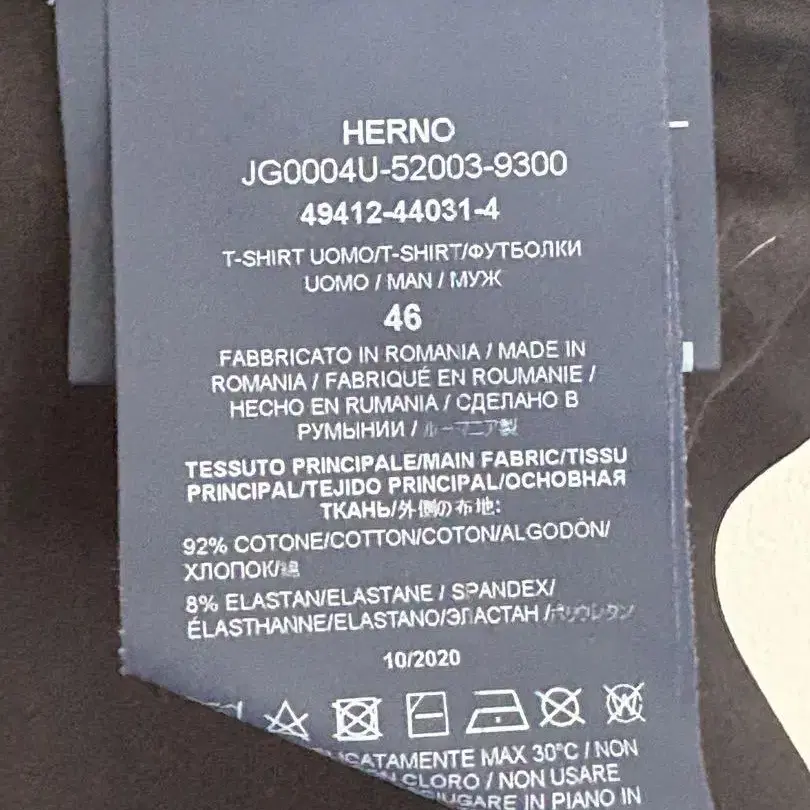 HERNO
JG0004U-52003-9300
49412-44031-4
T-SHIRT UOMO/T-SHIRT/ФУТБОЛКИ
UOMO / MAN / МУЖ
46
FABBRICATO IN ROMANIA / MADE IN
ROMANIA / FABRIQUÉ EN ROUMANIE /
HECHO EN RUMANIA / СДЕЛАНО В
РУМЫНИИ / ルーマニア製
TESSUTO PRINCIPALE/MAIN FABRIC/TISSU
PRINCIPAL/TEJIDO PRINCIPAL/ОСНОВНАЯ
ТКАНЬ/外側の布地:
92% COTONE/COTTON/COTON/ALGODÒN/
ХЛОПОК/綿
8% ELASTAN/ELASTANE / SPANDEX/
ÉLASTHANNE/ELASTANO/ЭЛАСТАН /ポリウレタン
10/2020
MAX 30°C / NON
CLORO / NON USARE
IN PIANO IN